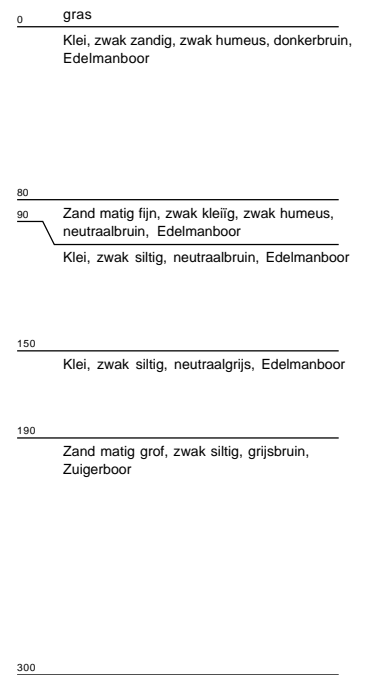 0 gras
Klei, zwak zandig, zwak humeus, donkerbruin,
Edelmanboor
80
90 Zand matig fijn, zwak kleiïg, zwak humeus,
neutraalbruin, Edelmanboor
Klei, zwak siltig, neutraalbruin, Edelmanboor
150
Klei, zwak siltig, neutraalgrijs, Edelmanboor
190
Zand matig grof, zwak siltig, grijsbruin,
Zuigerboor
300